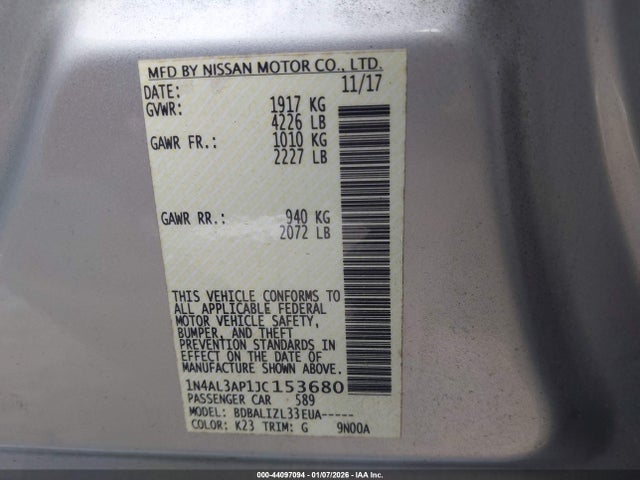 MFD BY NISSAN MOTOR CO., LTD.
DATE: 11/17
GVWR: 1917 KG
4226 LB
GAWR FR.: 1010 KG
2227 LB
GAWR RR.: 940 KG
2072 LB
THIS VEHICLE CONFORMS TO
ALL APPLICABLE FEDERAL
MOTOR VEHICLE SAFETY,
BUMPER, AND THEFT
PREVENTION STANDARDS IN
EFFECT ON THE DATE OF
MANUFACTURE SHOWN ABOVE.
1N4AL3AP1JC153680
PASSENGER CAR 589
MODEL: BDBALIZL33EUA-----
COLOR: K23 TRIM: G 9N00A
000-44097094 | 01/07/2026 - IAA Inc.